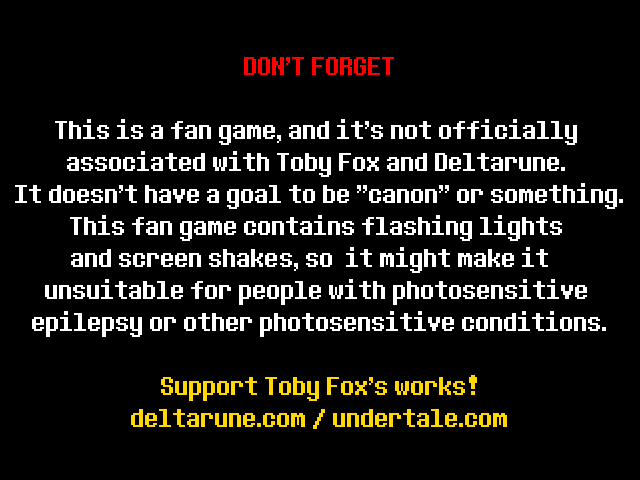 DON'T FORGET
This is a fan game, and it's not officially
associated with Toby Fox and Deltarune.
It doesn't have a goal to be "canon" or something.
This fan game contains flashing lights
and screen shakes, so  it might make it
unsuitable for people with photosensitive
epilepsy or other photosensitive conditions.
Support Toby Fox's works!
deltarune.com / undertale.com